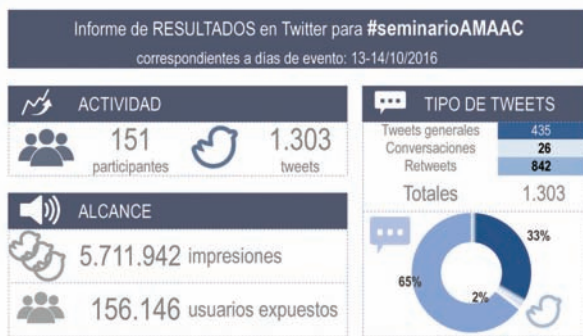 Informe de RESULTADOS en Twitter para #seminarioAMAAC
correspondientes a días de evento: 13-14/10/2016
ACTIVIDAD
151
participantes
1.303
tweets
ALCANCE
5.711.942 impresiones
156.146 usuarios expuestos
TIPO DE TWEETS
Tweets generales 435
Conversaciones 26
Retweets 842
Totales 1.303
33%
65%
2%